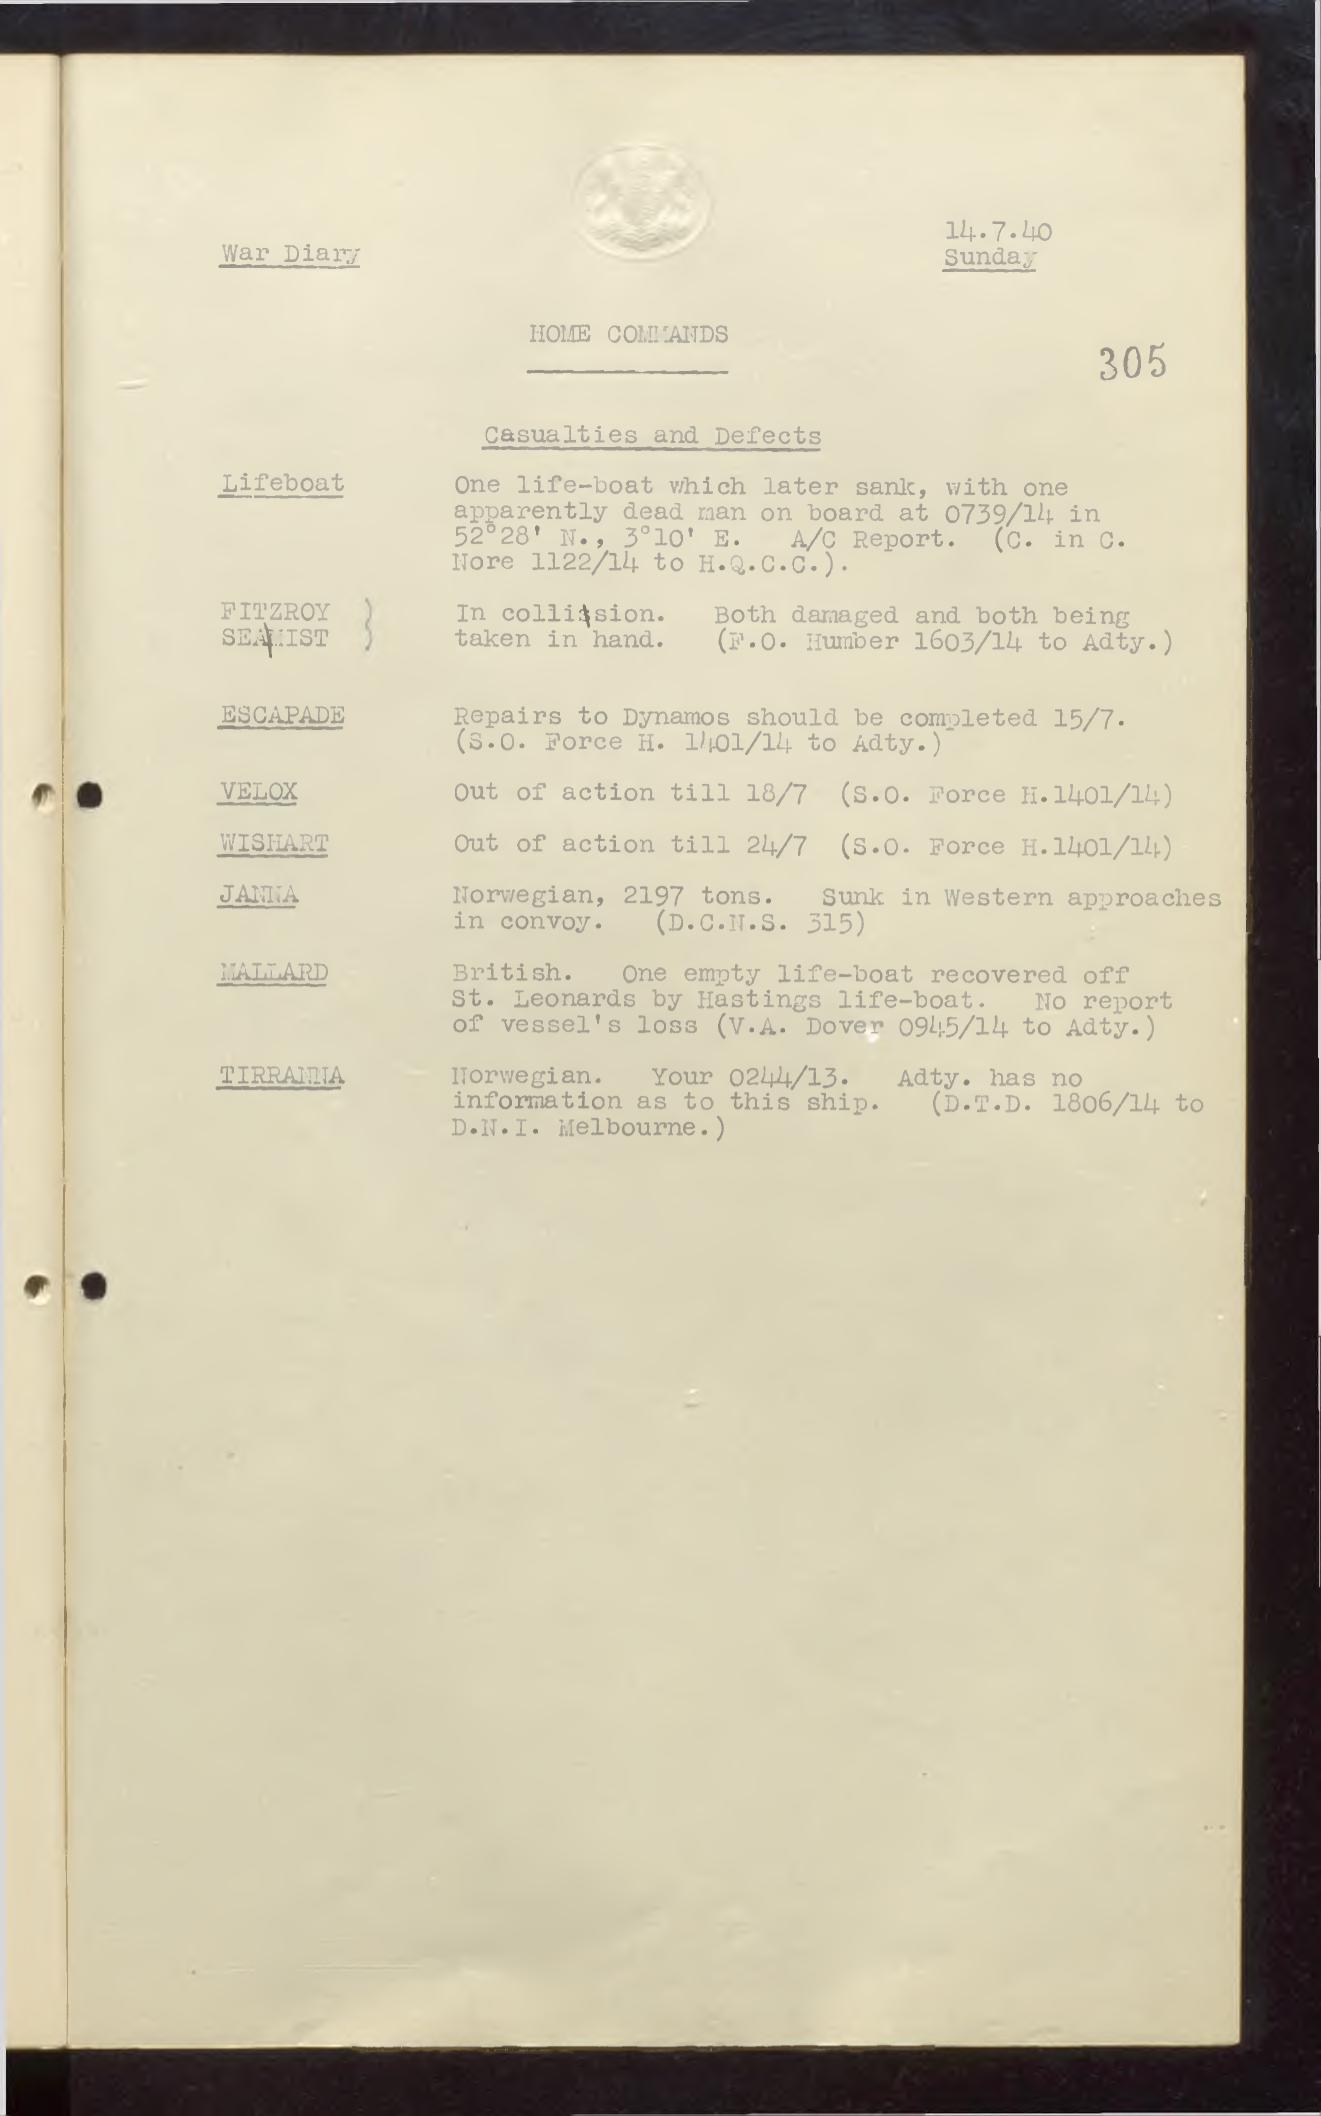 War Diary
14.7.40
Sunday
HOME COMMANDS
305
Casualties and Defects
Lifeboat One life-boat which later sank, with one
apparently dead man on board at 0739/14 in
52°28' N., 3°10' E. A/C Report. (C. in C.
Nore 1122/14 to H.Q.C.C.).
FITZROY ) In collission. Both damaged and both being
SEAMIST ) taken in hand. (F.O. Humber 1603/14 to Adty.)
ESCAPADE Repairs to Dynamos should be completed 15/7.
(S.O. Force H. 1401/14 to Adty.)
VELOX Out of action till 18/7 (S.O. Force H.1401/14)
WISHART Out of action till 24/7 (S.O. Force H.1401/14)
JANNA Norwegian, 2197 tons. Sunk in Western approaches
in convoy. (D.C.N.S. 315)
MALLARD British. One empty life-boat recovered off
St. Leonards by Hastings life-boat. No report
of vessel's loss (V.A. Dover 0945/14 to Adty.)
TIRRANNA Norwegian. Your 0244/13. Adty. has no
information as to this ship. (D.T.D. 1806/14 to
D.N.I. Melbourne.)